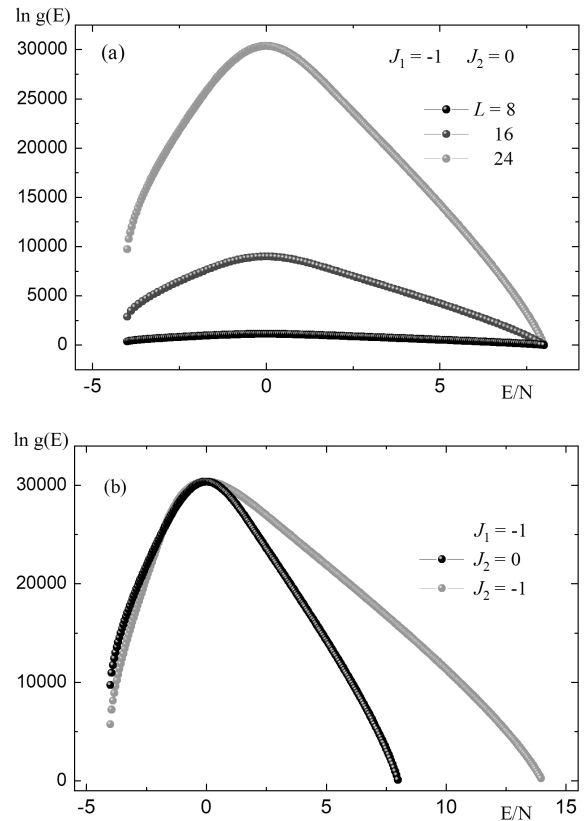 ln g(E)
(a)
J₁ = -1 J₂ = 0
30000
25000
L = 8
20000
16
24
15000
10000
5000
0
-5 0 5
E/N
ln g(E)
30000
(b)
J₁ = -1
J₂ = 0
J₂ = -1
20000
10000
0
-5 0 5 10 15
E/N